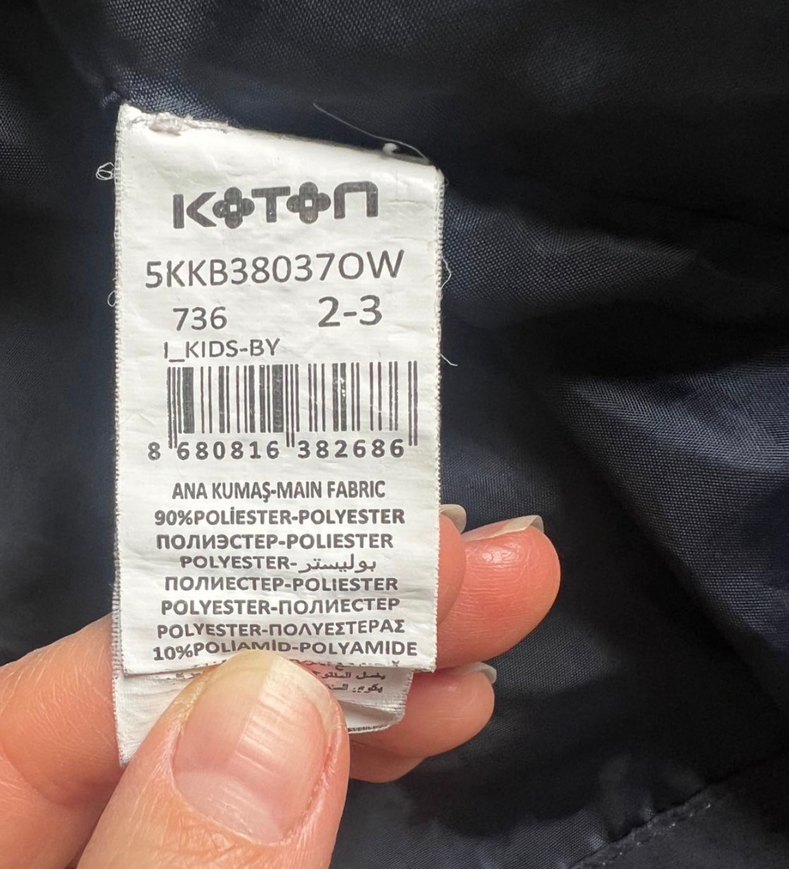 KOTON
5KKB38037OW
736 2-3
I_KIDS-BY
8 680816 382686
ANA KUMAŞ-MAIN FABRIC
90%POLİESTER-POLYESTER
ПОЛИЭСТЕР-POLIESTER
POLYESTER-بوليستر
ПОЛИЕСТЕР-POLIESTER
POLYESTER-ПОЛИЕСТЕР
POLYESTER-ΠΟΛΥΕΣΤΕΡΑΣ
10%POLİAMİD-POLYAMIDE